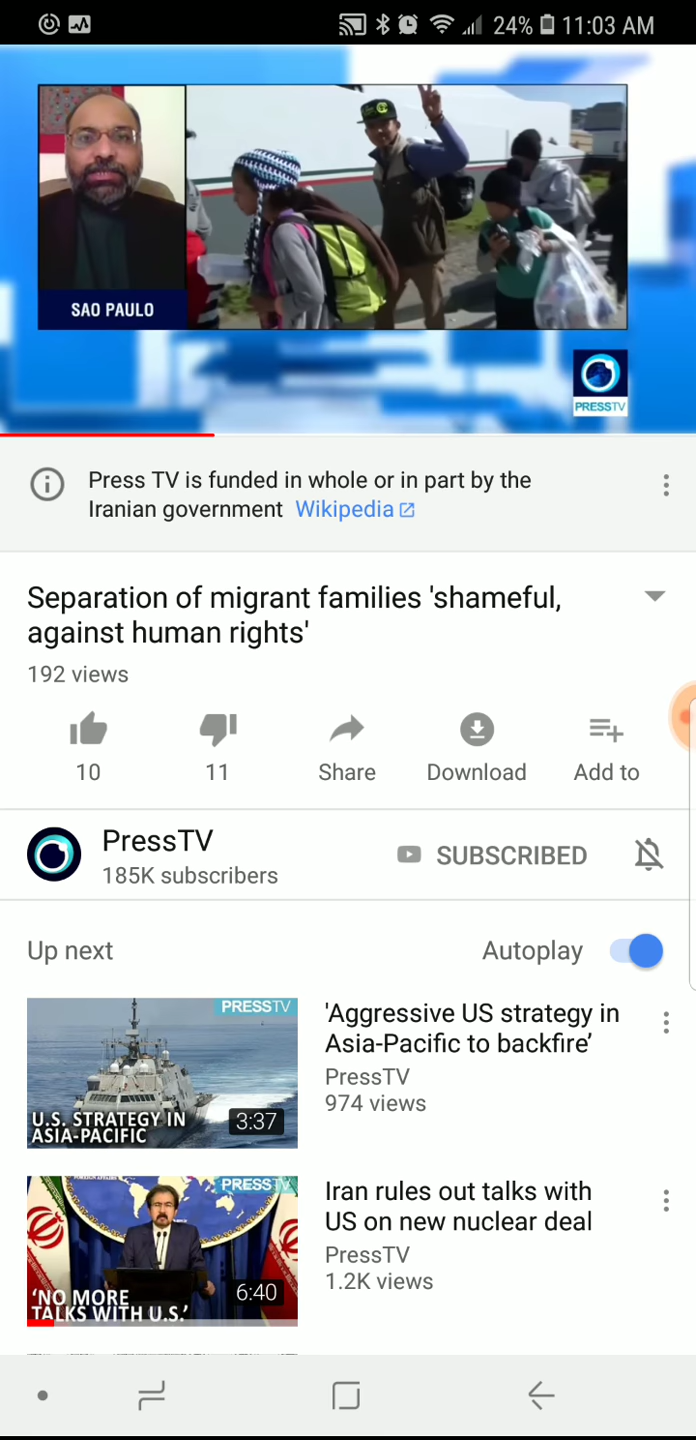 24% 11:03 AM
SAO PAULO
PRESSTV
Press TV is funded in whole or in part by the
Iranian government Wikipedia
Separation of migrant families 'shameful,
against human rights'
192 views
10 11 Share Download Add to
PressTV
185K subscribers
SUBSCRIBED
Up next Autoplay
PRESSTV
U.S. STRATEGY IN
ASIA-PACIFIC
3:37
'Aggressive US strategy in
Asia-Pacific to backfire’
PressTV
974 views
PRESSTV
‘NO MORE
TALKS WITH U.S.’
6:40
Iran rules out talks with
US on new nuclear deal
PressTV
1.2K views